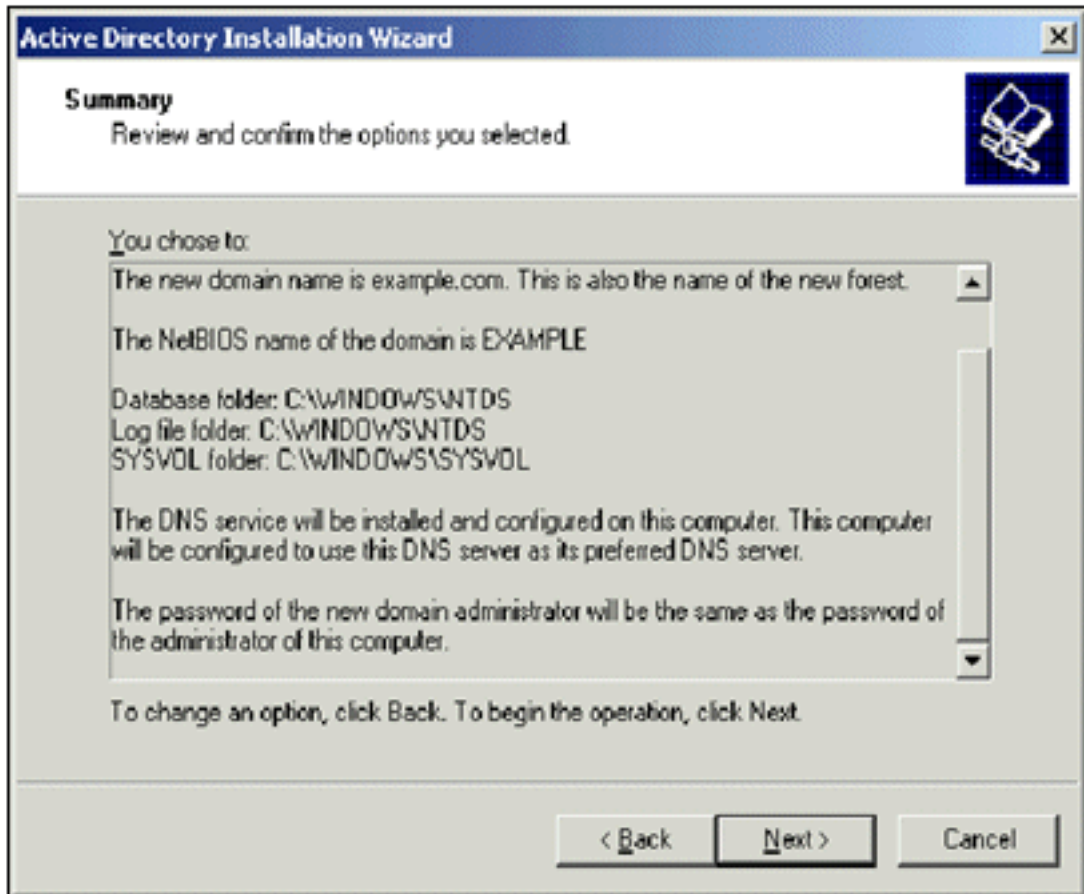 Active Directory Installation Wizard
Summary
Review and confirm the options you selected.
You chose to:
The new domain name is example.com. This is also the name of the new forest.
The NetBIOS name of the domain is EXAMPLE
Database folder: C:\WINDOWS\NTDS
Log file folder: C:\WINDOWS\NTDS
SYSVOL folder: C:\WINDOWS\SYSVOL
The DNS service will be installed and configured on this computer. This computer
will be configured to use this DNS server as its preferred DNS server.
The password of the new domain administrator will be the same as the password of
the administrator of this computer.
To change an option, click Back. To begin the operation, click Next.
< Back Next > Cancel